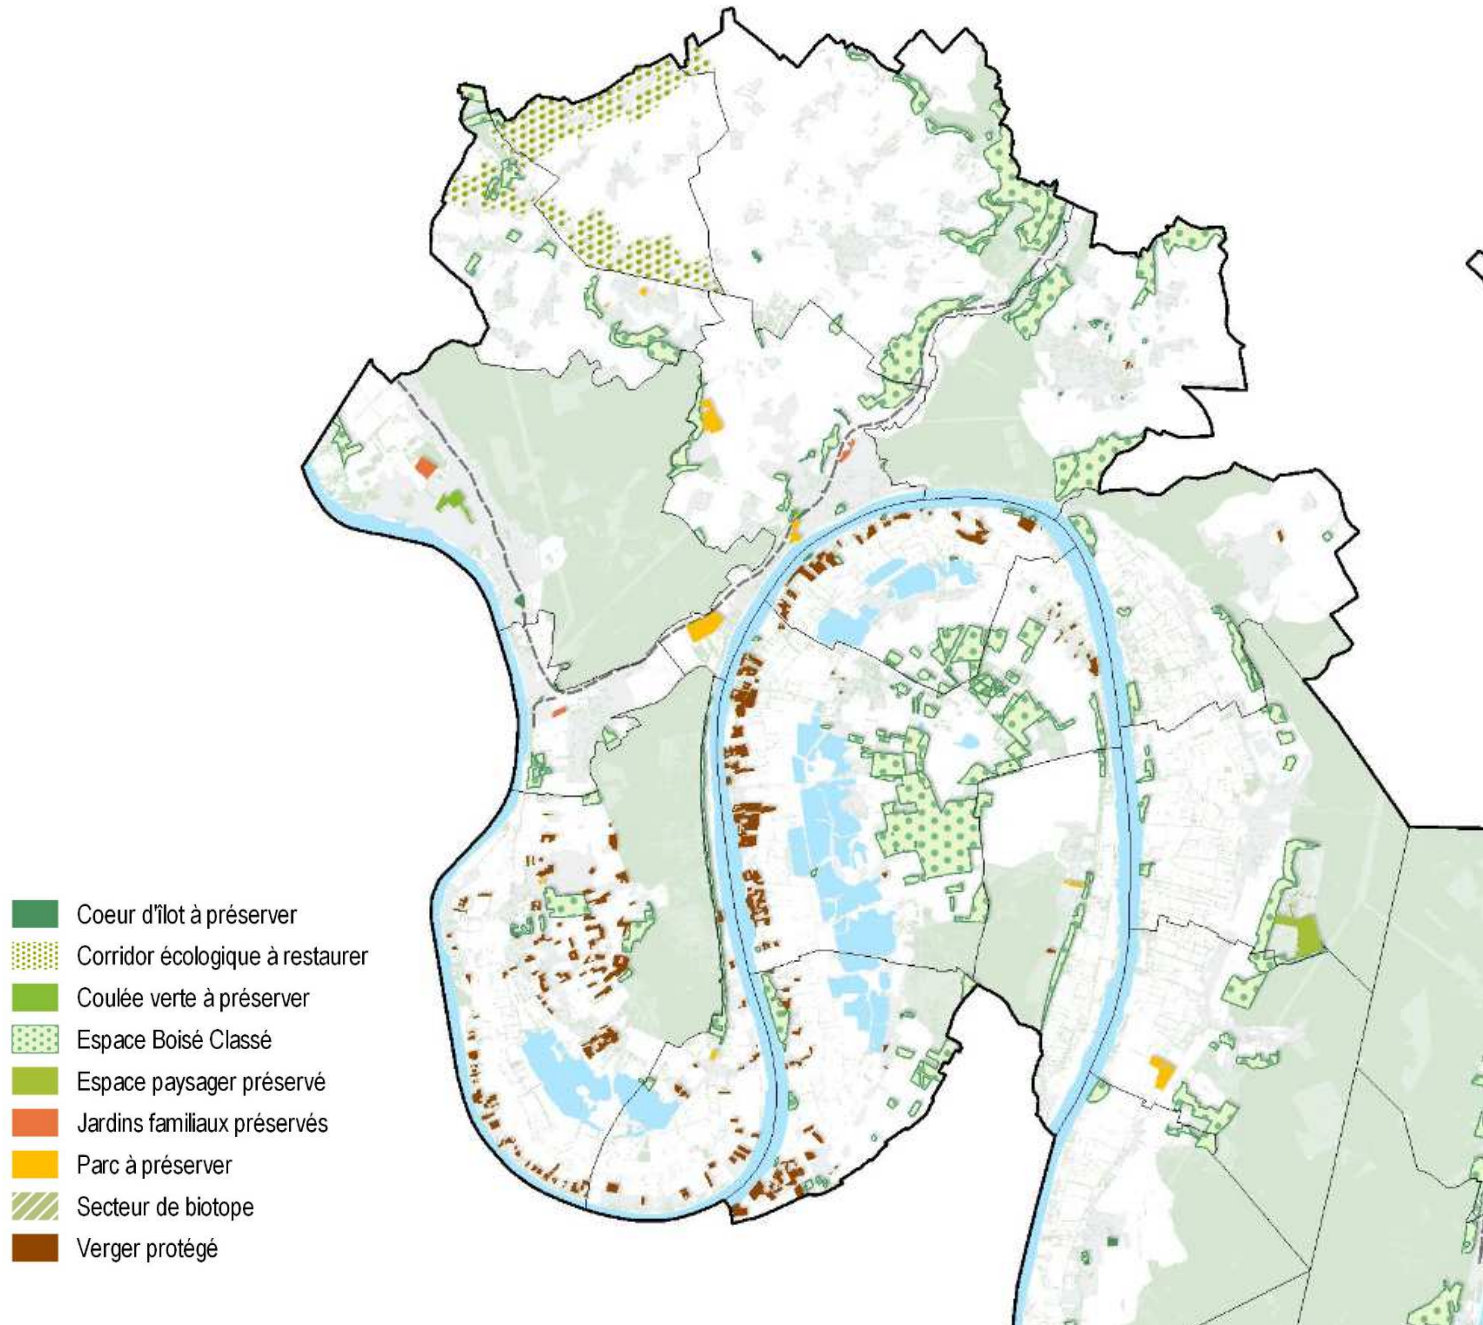 Coeur d'îlot à préserver
Corridor écologique à restaurer
Coulée verte à préserver
Espace Boisé Classé
Espace paysager préservé
Jardins familiaux préservés
Parc à préserver
Secteur de biotope
Verger protégé